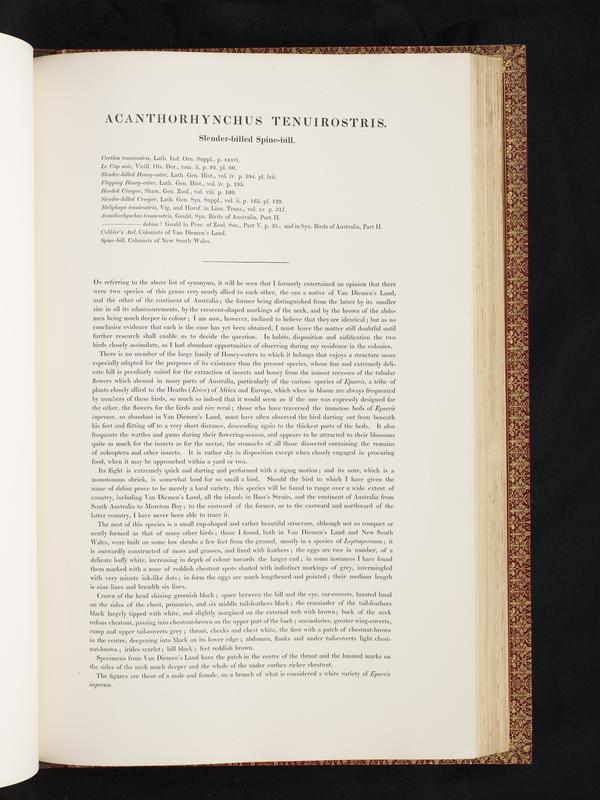 ACANTHORHYNCHUS TENUIROSTRIS.
Slender-billed Spine-bill.
Certhia tenuirostris, Lath. Ind. Orn. Suppl., p. xxxvi.
Le Cap noir, Vieill. Ois. Dor., tom. ii. p. 94. pl. 60.
Slender-billed Honey-eater, Lath. Gen. Hist., vol. iv. p. 194. pl. lxii.
Flapping Honey-eater, Lath. Gen. Hist., vol. iv. p. 195.
Hooded Creeper, Shaw, Gen. Zool., vol. viii. p. 109.
Slender-billed Creeper, Lath. Gen. Syn. Suppl., vol. ii. p. 165. pl. 129.
Meliphaga tenuirostris, Vig. and Horsf. in Linn. Trans., vol. xv. p. 317.
Acanthorhynchus tenuirostris, Gould, Syn. Birds of Australia, Part II.
——— dubius? Gould in Proc. of Zool. Soc., Part V. p. 25; and in Syn. Birds of Australia, Part II.
Cobbler's Awl, Colonists of Van Diemen's Land.
Spine-bill, Colonists of New South Wales.
On referring to the above list of synonyms, it will be seen that I formerly entertained an opinion that there
were two species of this genus very nearly allied to each other, the one a native of Van Diemen's Land,
and the other of the continent of Australia; the former being distinguished from the latter by its smaller
size in all its admeasurements, by the crescent-shaped markings of the neck, and by the brown of the abdo-
men being much deeper in colour; I am now, however, inclined to believe that they are identical; but as no
conclusive evidence that such is the case has yet been obtained, I must leave the matter still doubtful until
further research shall enable us to decide the question. In habits, disposition and nidification the two
birds closely assimilate, as I had abundant opportunities of observing during my residence in the colonies.
There is no member of the large family of Honey-eaters to which it belongs that enjoys a structure more
especially adapted for the purposes of its existence than the present species, whose fine and extremely deli-
cate bill is peculiarly suited for the extraction of insects and honey from the inmost recesses of the tubular
flowers which abound in many parts of Australia, particularly of the various species of Epacris, a tribe of
plants closely allied to the Heaths (Erica) of Africa and Europe, which when in bloom are always frequented
by numbers of these birds, so much so indeed that it would seem as if the one was expressly designed for
the other, the flowers for the birds and vice versâ; those who have traversed the immense beds of Epacris
impressa, so abundant in Van Diemen's Land, must have often observed the bird darting out from beneath
his feet and flitting off to a very short distance, descending again to the thickest parts of the beds. It also
frequents the wattles and gums during their flowering-season, and appears to be attracted to their blossoms
quite as much for the insects as for the nectar, the stomachs of all those dissected containing the remains
of coleoptera and other insects. It is rather shy in disposition except when closely engaged in procuring
food, when it may be approached within a yard or two.
Its flight is extremely quick and darting and performed with a zigzag motion; and its note, which is a
monotonous shriek, is somewhat loud for so small a bird. Should the bird to which I have given the
name of dubius prove to be merely a local variety, this species will be found to range over a wide extent of
country, including Van Diemen's Land, all the islands in Bass's Straits, and the continent of Australia from
South Australia to Moreton Bay; to the eastward of the former, or to the eastward and northward of the
latter country, I have never been able to trace it.
The nest of this species is a small cup-shaped and rather beautiful structure, although not so compact or
neatly formed as that of many other birds; those I found, both in Van Diemen's Land and New South
Wales, were built on some low shrubs a few feet from the ground, mostly in a species of Leptospermum; it
is outwardly constructed of moss and grasses, and lined with feathers; the eggs are two in number, of a
delicate buffy white, increasing in depth of colour towards the larger end; in some instances I have found
them marked with a zone of reddish chestnut spots shaded with indistinct markings of grey, intermingled
with very minute ink-like dots; in form the eggs are much lengthened and pointed; their medium length
is nine lines and breadth six lines.
Crown of the head shining greenish black; space between the bill and the eye, ear-coverts, lunated band
on the sides of the chest, primaries, and six middle tail-feathers black; the remainder of the tail-feathers
black largely tipped with white, and slightly margined on the external web with brown; back of the neck
rufous chestnut, passing into chestnut-brown on the upper part of the back; secondaries, greater wing-coverts,
rump and upper tail-coverts grey; throat, cheeks and chest white, the first with a patch of chestnut-brown
in the centre, deepening into black on its lower edge; abdomen, flanks and under tail-coverts light chest-
nut-brown; irides scarlet; bill black; feet reddish brown.
Specimens from Van Diemen's Land have the patch in the centre of the throat and the lunated marks on
the sides of the neck much deeper and the whole of the under surface richer chestnut.
The figures are those of a male and female, on a branch of what is considered a white variety of Epacris
impressa.